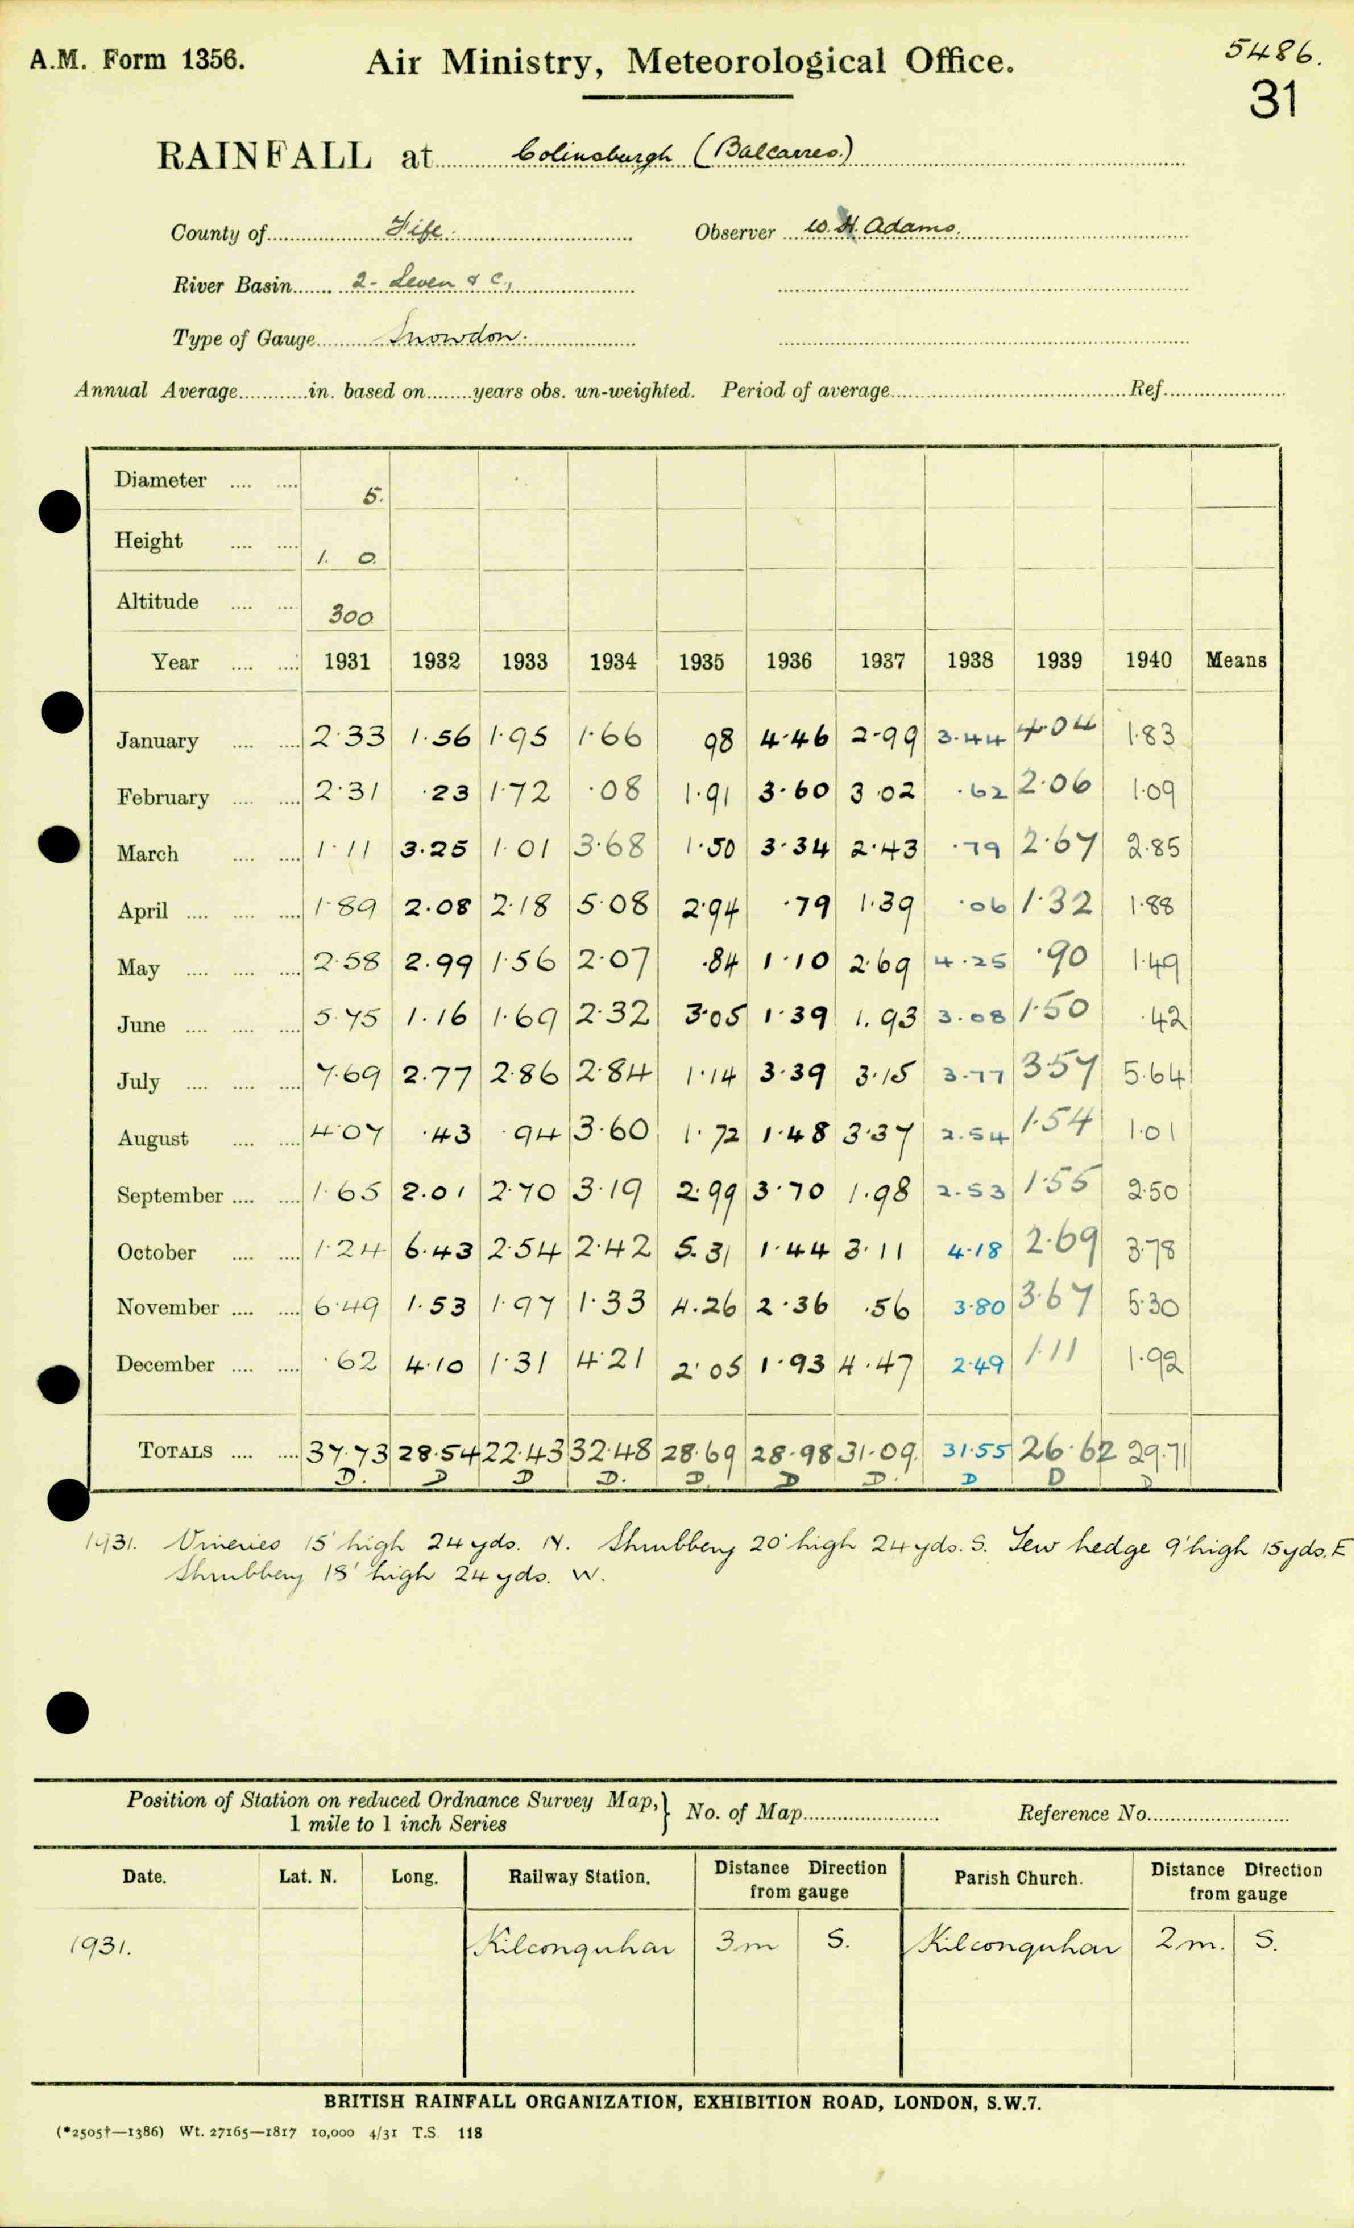 A.M. Form 1356. Air Ministry, Meteorological Office. 5486.
31
RAINFALL at Colinsburgh (Balcarres.)
County of Fife. Observer W. H. Adams.
River Basin 2- Leven & C,
Type of Gauge Snowdon.
Annual Average in. based on years obs. un-weighted. Period of average Ref.
Diameter 5.
Height 1. 0.
Altitude 300
Year 1931 1932 1933 1934 1935 1936 1937 1938 1939 1940 Means
January 2·33 1·56 1·95 1·66 98 4·46 2·99 3·44 4·04 1·83
February 2·31 ·23 1·72 ·08 1·91 3·60 3·02 ·62 2·06 1·09
March 1·11 3·25 1·01 3·68 1·50 3·34 2·43 ·79 2·67 2·85
April 1·89 2·08 2·18 5·08 2·94 ·79 1·39 ·06 1·32 1·88
May 2·58 2·99 1·56 2·07 ·84 1·10 2·69 4·25 ·90 1·49
June 5·75 1·16 1·69 2·32 3·05 1·39 1.93 3·08 1·50 ·42
July 7·69 2·77 2·86 2·84 1·14 3·39 3·15 3·77 3·57 5·64
August 4·07 ·43 ·94 3·60 1·72 1·48 3·37 2·54 1·54 1·01
September 1·65 2·01 2·70 3·19 2·99 3·70 1·98 2·53 1·55 2·50
October 1·24 6·43 2·54 2·42 5·31 1·44 3·11 4·18 2·69 3·78
November 6·49 1·53 1·97 1·33 4·26 2·36 ·56 3·80 3·67 5·30
December ·62 4·10 1·31 4·21 2·05 1·93 4·47 2·49 1·11 1·92
TOTALS 37·73 28·54 22·43 32·48 28·69 28·98 31·09. 31·55 26·62 29·71
D. D D D. D. D D. D D D
1931. Vineries 15' high 24 yds. N. Shrubbery 20' high 24 yds. S. Yew hedge 9' high 15 yds. E
Shrubbery 18' high 24 yds. W.
Position of Station on reduced Ordnance Survey Map, } No. of Map Reference No.
1 mile to 1 inch Series
Date. Lat. N. Long. Railway Station. Distance Direction from gauge Parish Church. Distance Direction from gauge
1931. Kilconquhar 3m S. Kilconquhar 2m. S.
BRITISH RAINFALL ORGANIZATION, EXHIBITION ROAD, LONDON, S.W.7.
(*2505†—1386) Wt. 27165—1817 10,000 4/31 T.S. 118